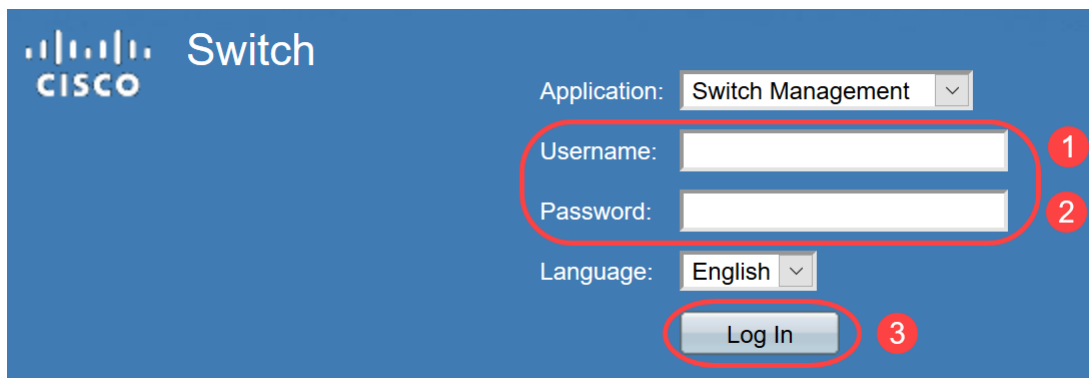 CISCO Switch
Application: Switch Management
Username: 1
Password: 2
Language: English
Log In 3